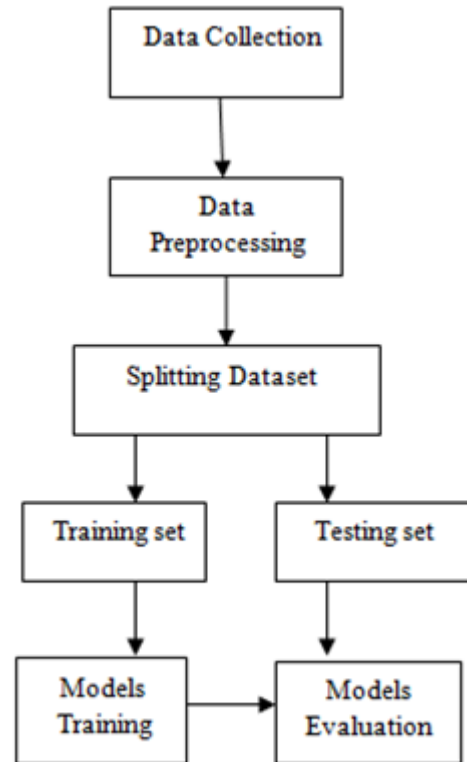 Data Collection
Data
Preprocessing
Splitting Dataset
Training set
Testing set
Models
Training
Models
Evaluation